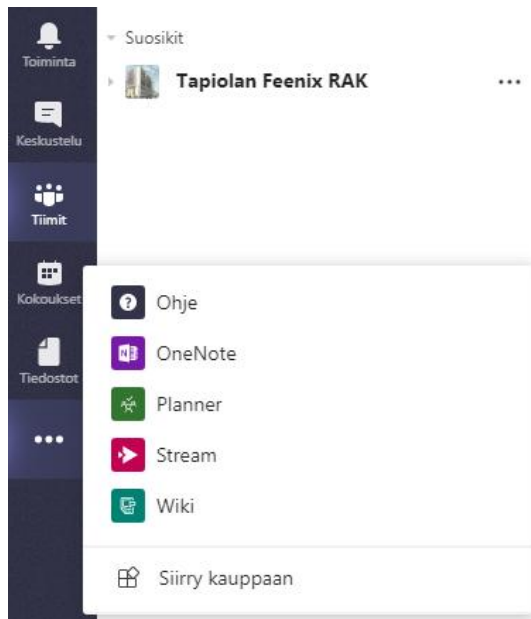 Toiminta
Keskustelu
Tiimit
Kokoukset
Tiedostot
Suosikit
Tapiolan Feenix RAK
Ohje
OneNote
Planner
Stream
Wiki
Siirry kauppaan